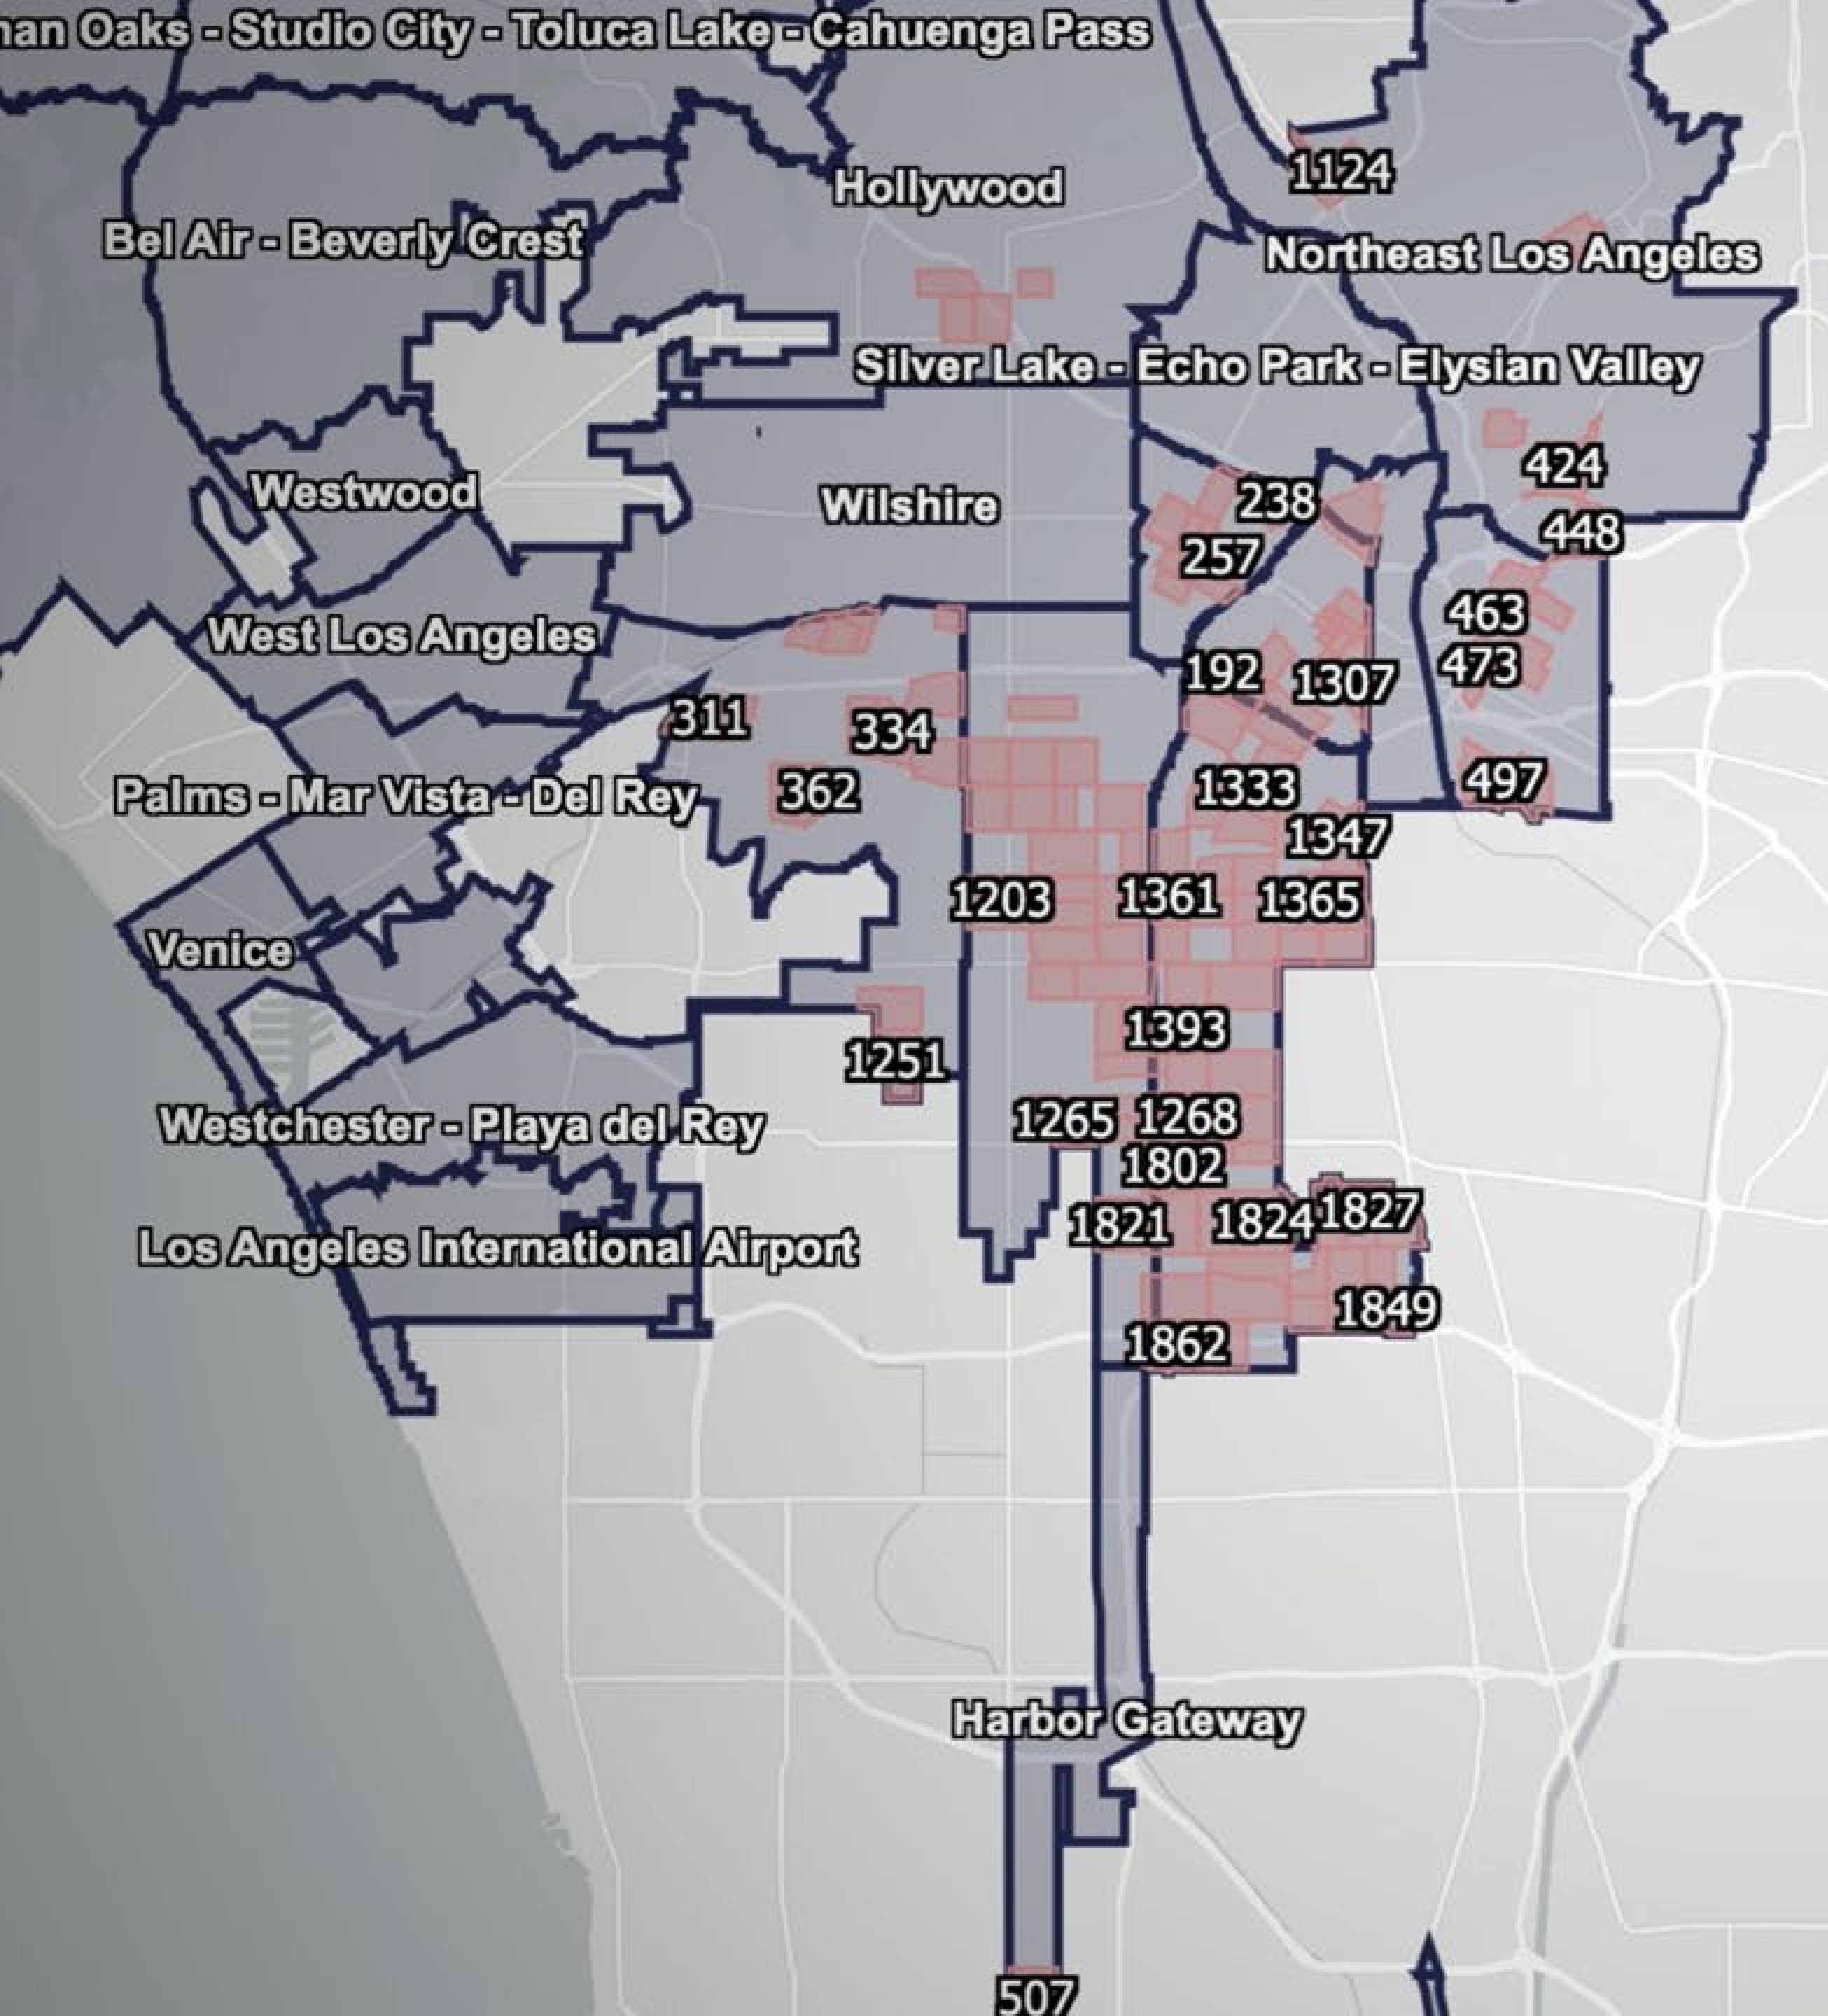 nan Oaks - Studio City - Toluca Lake - Cahuenga Pass
1124
Hollywood
Bel Air - Beverly Crest
Northeast Los Angeles
Silver Lake - Echo Park - Elysian Valley
424
Westwood
238
Wilshire
448
257
463
West Los Angeles
473
192
1307
311
334
497
1333
362
Palms - Mar Vista - Del Rey
1347
1203
1361
1365
Venice
1393
1251
1265
1268
Westchester - Playa del Rey
1802
1827
1821
1824
Los Angeles International Airport
1849
1862
Harbor Gateway
507